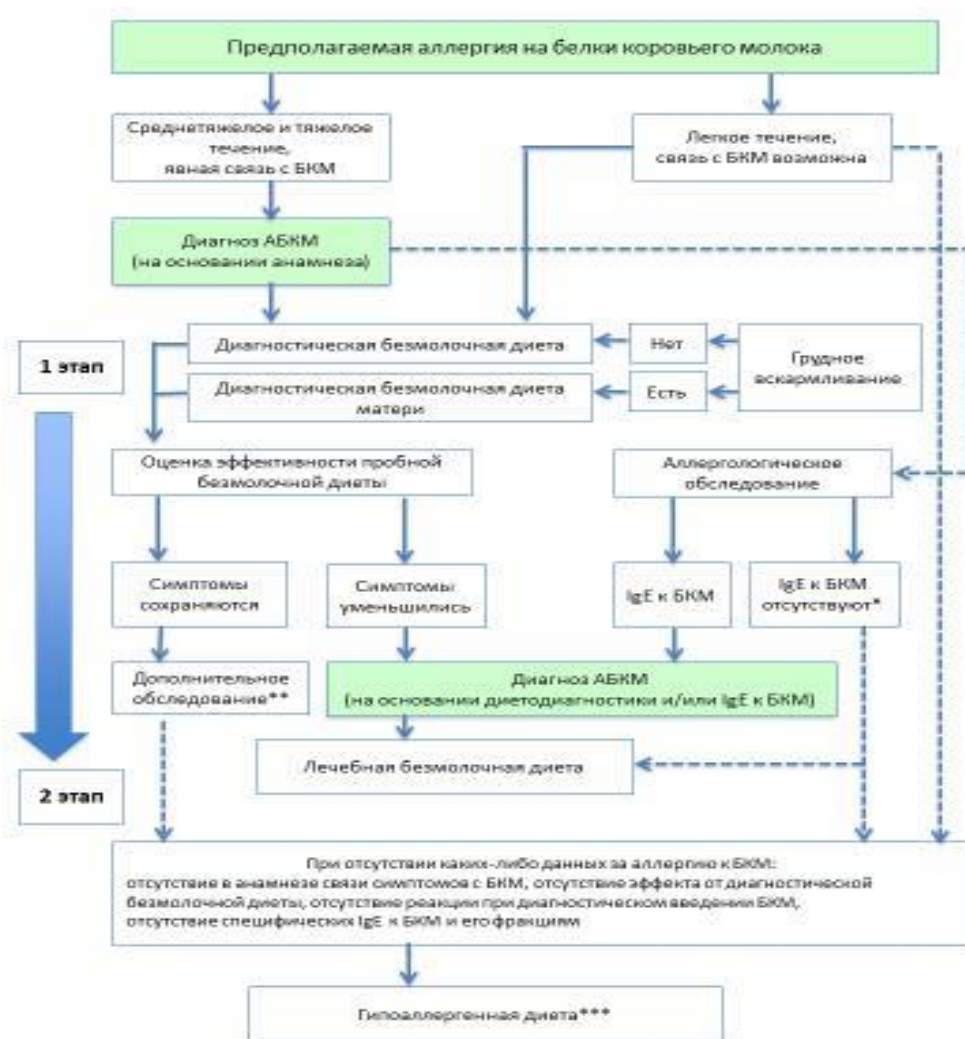 Предполагаемая аллергия на белки коровьего молока
Среднетяжелое и тяжелое
течение,
явная связь с БКМ
Легкое течение,
связь с БКМ возможна
Диагноз АБКМ
(на основании анамнеза)
1 этап
Диагностическая безмолочная диета
Нет
Грудное
вскармливание
Диагностическая безмолочная диета
матери
Есть
Оценка эффективности пробной
безмолочной диеты
Аллергологическое
обследование
Симптомы
сохраняются
Симптомы
уменьшились
IgE к БКМ
IgE к БКМ
отсутствуют*
Дополнительное
обследование**
Диагноз АБКМ
(на основании диетодиагностики и/или IgE к БКМ)
Лечебная безмолочная диета
2 этап
При отсутствии каких-либо данных за аллергию к БКМ:
отсутствие в анамнезе связи симптомов с БКМ, отсутствие эффекта от диагностической
безмолочной диеты, отсутствие реакции при диагностическом введении БКМ,
отсутствие специфических IgE к БКМ и его фракциям
Гипоаллергенная диета***